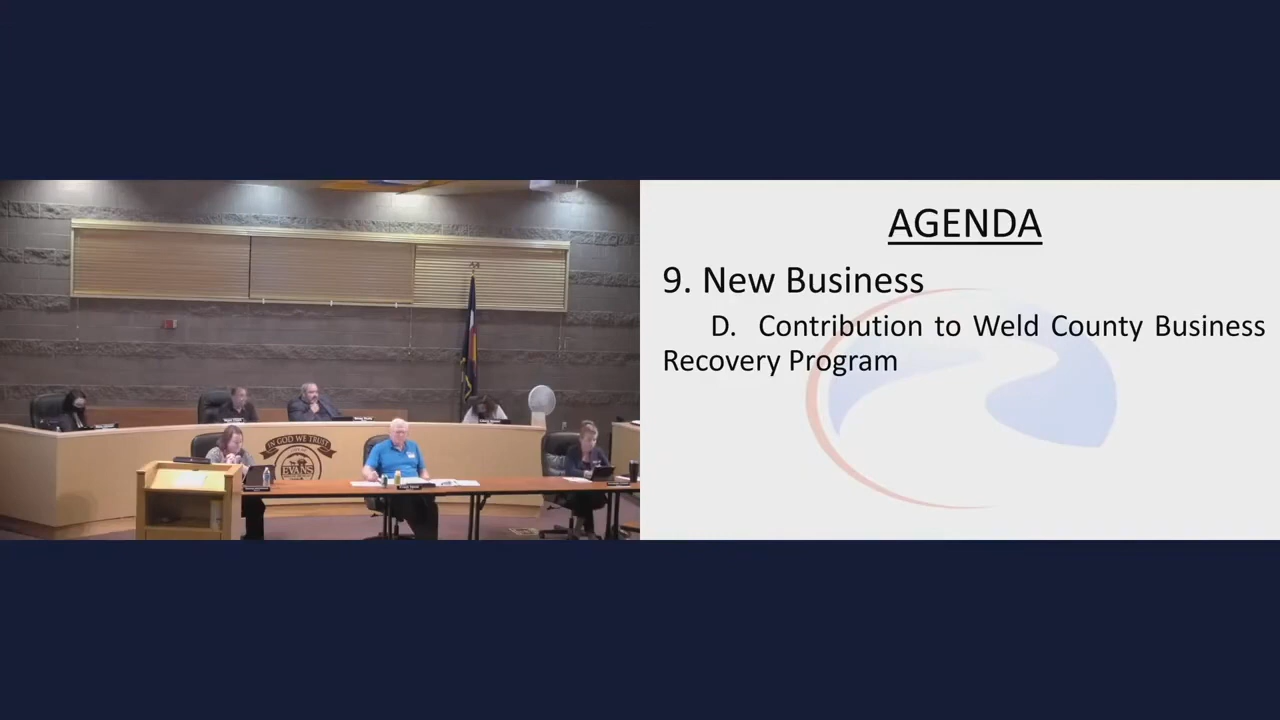 AGENDA
9. New Business
D. Contribution to Weld County Business
Recovery Program
IN GOD WE TRUST
EVANS